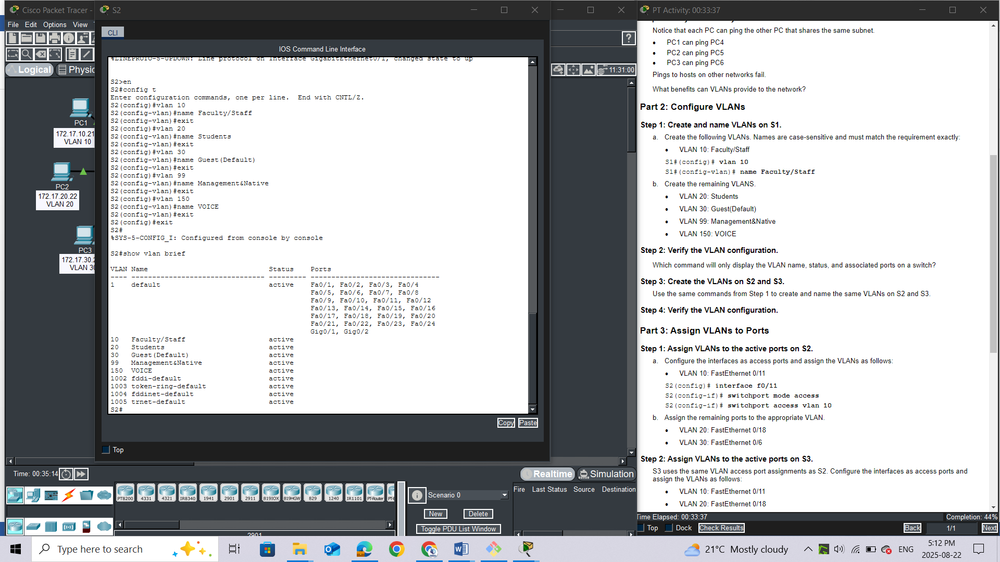 Cisco Packet Tracer -
File Edit Options View
Logical
Physic
PC1
172.17.10.21
VLAN 10
PC2
172.17.20.22
VLAN 20
PC3
172.17.30.2
VLAN 30
S2
CLI
IOS Command Line Interface
%LINEPROTO-5-UPDOWN: Line protocol on Interface GigabitEthernet0/1, changed state to up
S2>en
S2#config t
Enter configuration commands, one per line. End with CNTL/Z.
S2(config)#vlan 10
S2(config-vlan)#name Faculty/Staff
S2(config-vlan)#exit
S2(config)#vlan 20
S2(config-vlan)#name Students
S2(config-vlan)#exit
S2(config)#vlan 30
S2(config-vlan)#name Guest(Default)
S2(config-vlan)#exit
S2(config)#vlan 99
S2(config-vlan)#name Management&Native
S2(config-vlan)#exit
S2(config)#vlan 150
S2(config-vlan)#name VOICE
S2(config-vlan)#exit
S2(config)#exit
S2#
%SYS-5-CONFIG_I: Configured from console by console
S2#show vlan brief
VLAN Name Status Ports
---- -------------------------------- --------- -------------------------------
1 default active Fa0/1, Fa0/2, Fa0/3, Fa0/4
Fa0/5, Fa0/6, Fa0/7, Fa0/8
Fa0/9, Fa0/10, Fa0/11, Fa0/12
Fa0/13, Fa0/14, Fa0/15, Fa0/16
Fa0/17, Fa0/18, Fa0/19, Fa0/20
Fa0/21, Fa0/22, Fa0/23, Fa0/24
Gig0/1, Gig0/2
10 Faculty/Staff active
20 Students active
30 Guest(Default) active
99 Management&Native active
150 VOICE active
1002 fddi-default active
1003 token-ring-default active
1004 fddinet-default active
1005 trnet-default active
S2#
Copy Paste
Top
?
11:31:00
Time: 00:35:14
Realtime Simulation
PT8200 4331 4321 IR8340 1941 2901 2911 819IOX 819HGW 829 1240 IR1101 PT-Router PT-E
2901
Scenario 0
New Delete
Toggle PDU List Window
Fire Last Status Source Destination
PT Activity: 00:33:37
Notice that each PC can ping the other PC that shares the same subnet.
• PC1 can ping PC4
• PC2 can ping PC5
• PC3 can ping PC6
Pings to hosts on other networks fail.
What benefits can VLANs provide to the network?
Part 2: Configure VLANs
Step 1: Create and name VLANs on S1.
a. Create the following VLANs. Names are case-sensitive and must match the requirement exactly:
• VLAN 10: Faculty/Staff
S1#(config)# vlan 10
S1#(config-vlan)# name Faculty/Staff
b. Create the remaining VLANS.
• VLAN 20: Students
• VLAN 30: Guest(Default)
• VLAN 99: Management&Native
• VLAN 150: VOICE
Step 2: Verify the VLAN configuration.
Which command will only display the VLAN name, status, and associated ports on a switch?
Step 3: Create the VLANs on S2 and S3.
Use the same commands from Step 1 to create and name the same VLANs on S2 and S3.
Step 4: Verify the VLAN configuration.
Part 3: Assign VLANs to Ports
Step 1: Assign VLANs to the active ports on S2.
a. Configure the interfaces as access ports and assign the VLANs as follows:
• VLAN 10: FastEthernet 0/11
S2(config)# interface f0/11
S2(config-if)# switchport mode access
S2(config-if)# switchport access vlan 10
b. Assign the remaining ports to the appropriate VLAN.
• VLAN 20: FastEthernet 0/18
• VLAN 30: FastEthernet 0/6
Step 2: Assign VLANs to the active ports on S3.
S3 uses the same VLAN access port assignments as S2. Configure the interfaces as access ports and
assign the VLANs as follows:
• VLAN 10: FastEthernet 0/11
• VLAN 20: FastEthernet 0/18
Time Elapsed: 00:33:37 Completion: 44%
Top Dock Check Results Back 1/1 Next
Type here to search
21°C Mostly cloudy
ENG
5:12 PM
2025-08-22